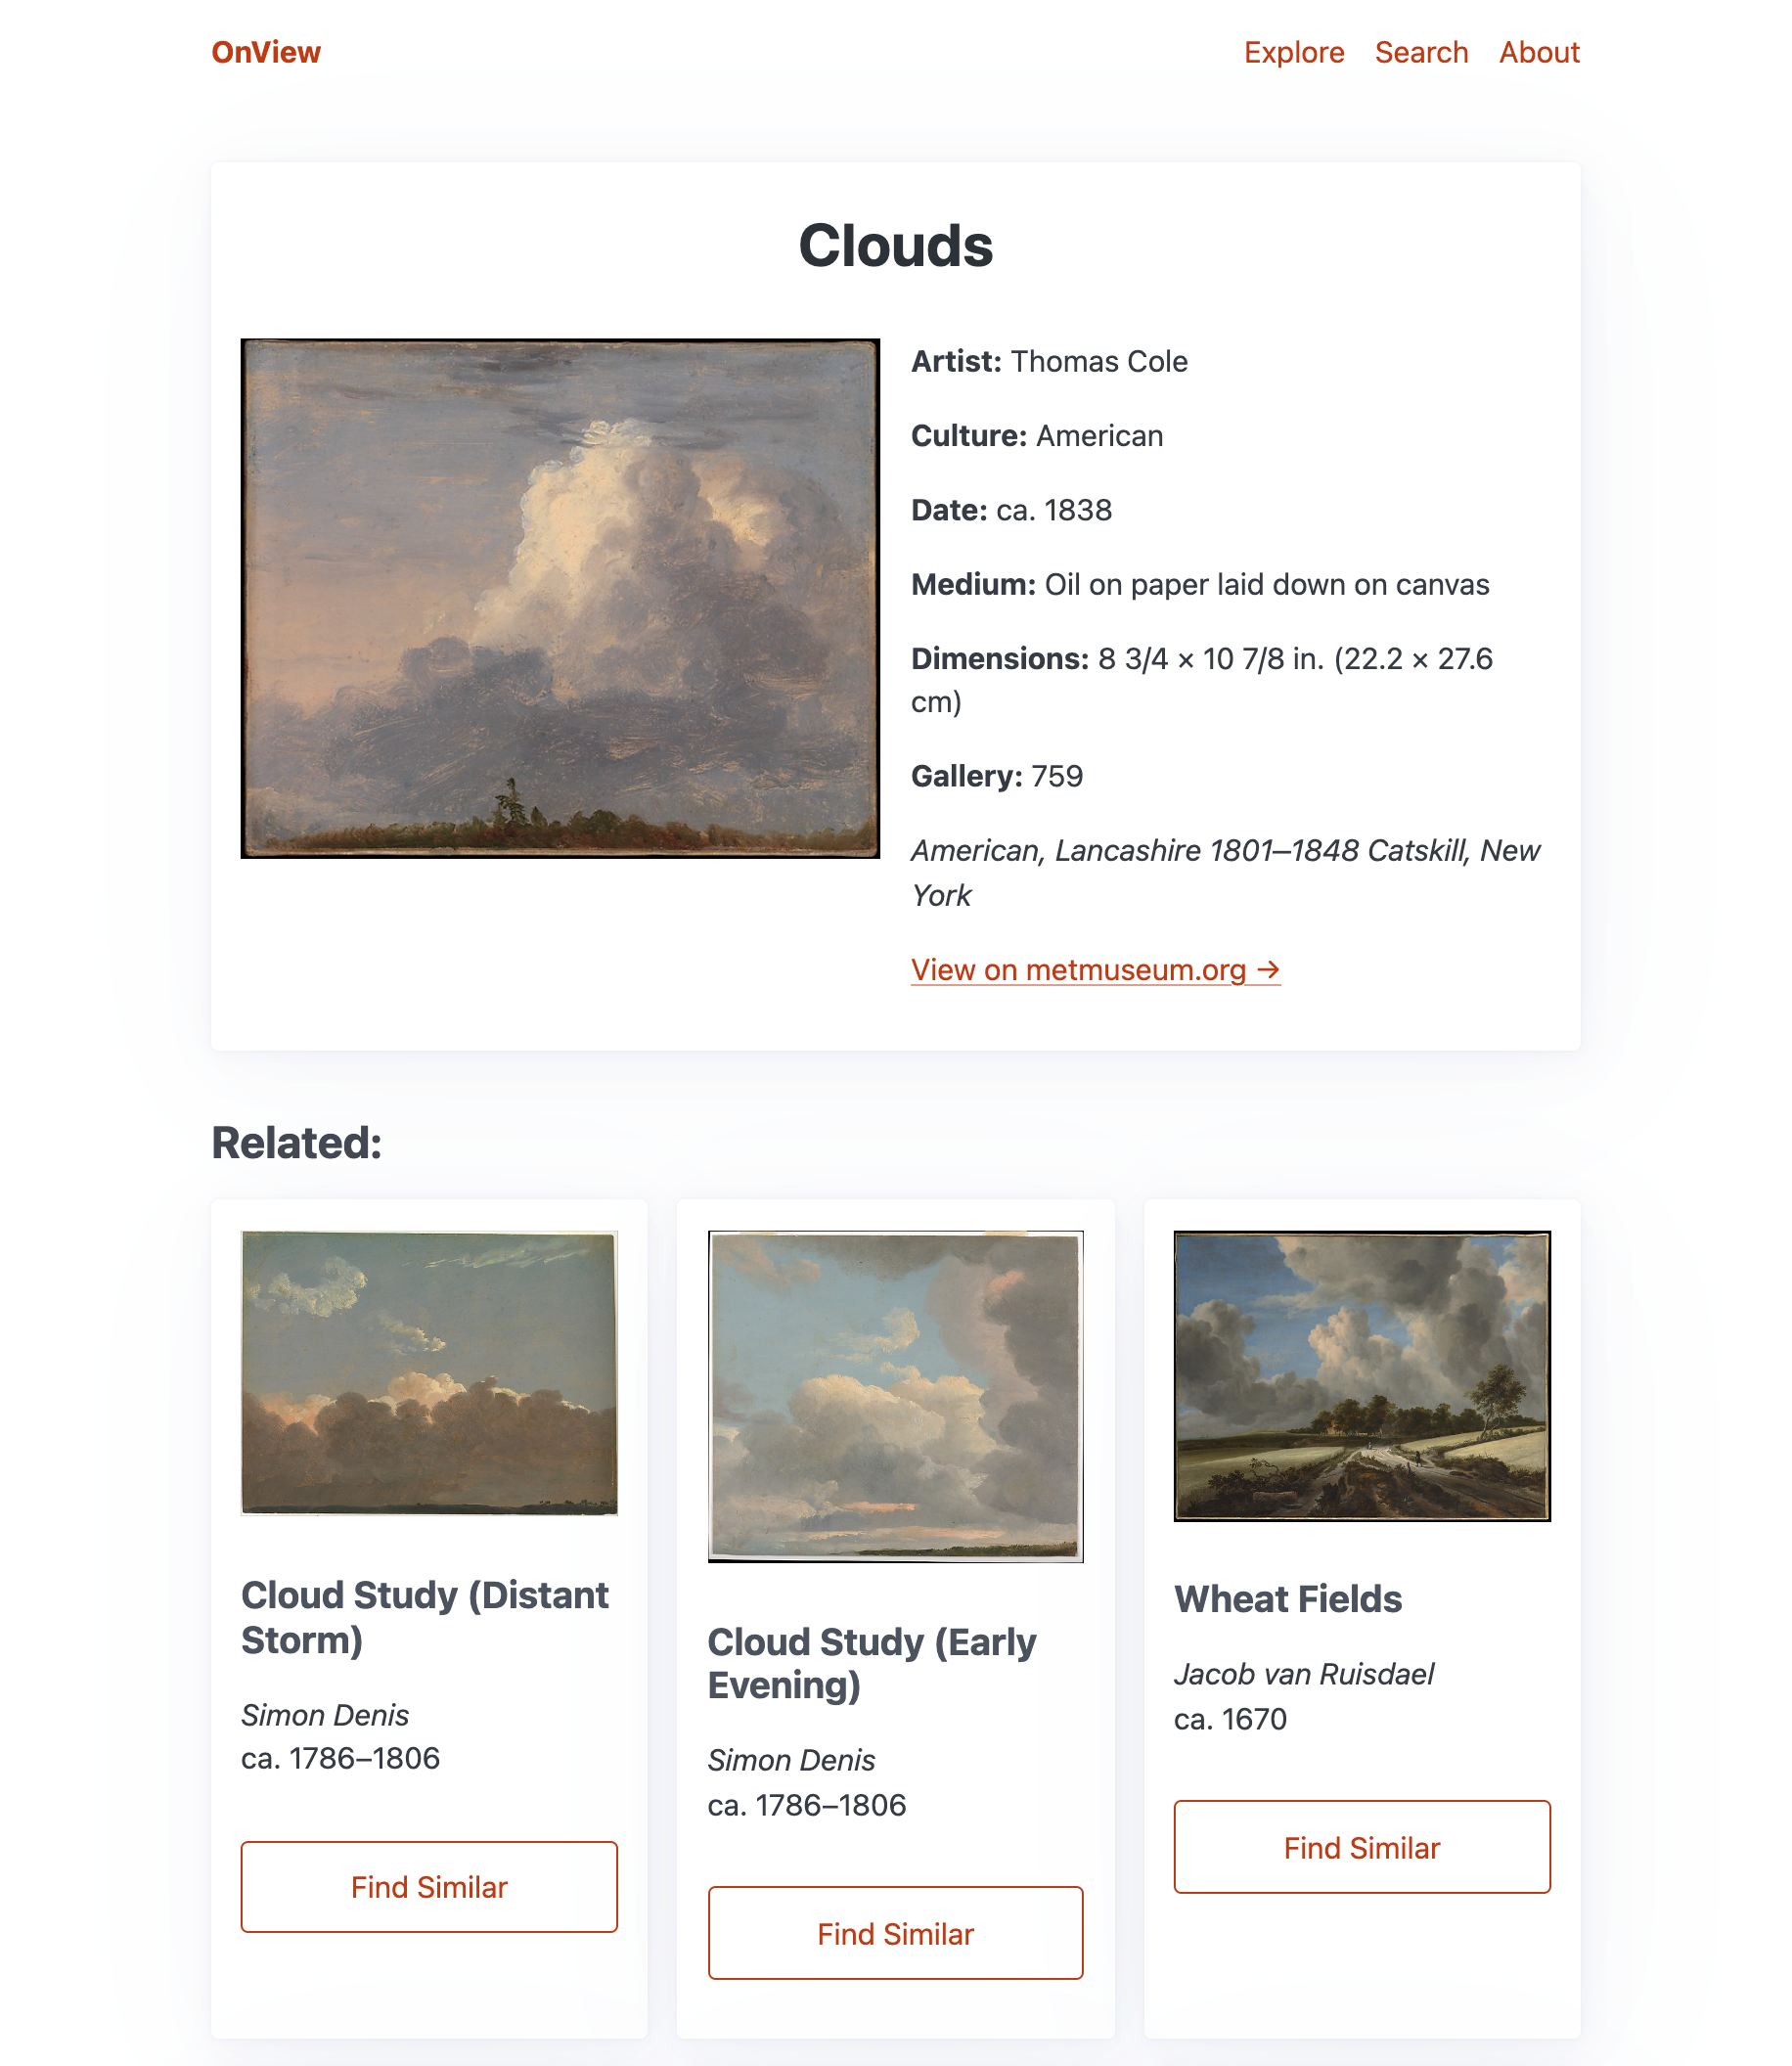 OnView
Explore Search About
Clouds
Artist: Thomas Cole
Culture: American
Date: ca. 1838
Medium: Oil on paper laid down on canvas
Dimensions: 8 3/4 × 10 7/8 in. (22.2 × 27.6
cm)
Gallery: 759
American, Lancashire 1801–1848 Catskill, New
York
View on metmuseum.org →
Related:
Cloud Study (Distant
Storm)
Simon Denis
ca. 1786–1806
Find Similar
Cloud Study (Early
Evening)
Simon Denis
ca. 1786–1806
Find Similar
Wheat Fields
Jacob van Ruisdael
ca. 1670
Find Similar